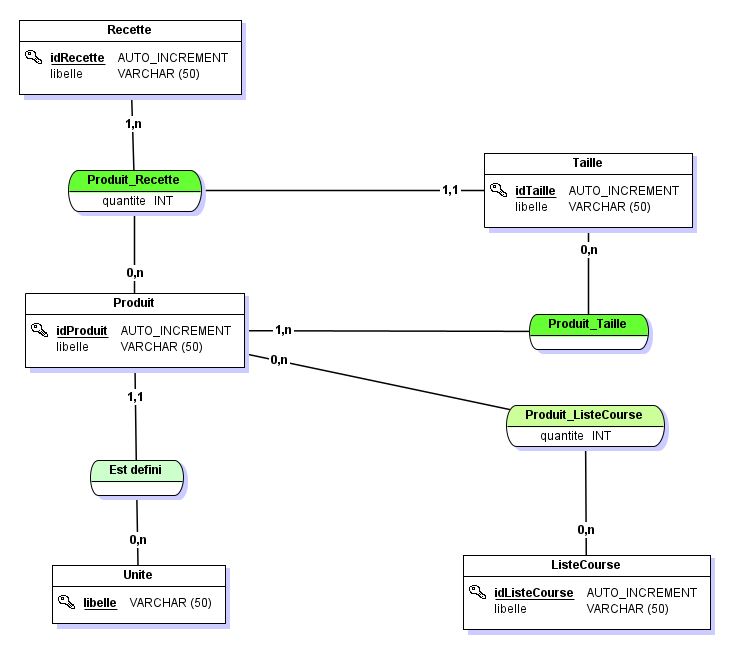 Recette
idRecette AUTO_INCREMENT
libelle VARCHAR (50)
1,n
Produit_Recette
quantite INT
1,1
Taille
idTaille AUTO_INCREMENT
libelle VARCHAR (50)
0,n
0,n
Produit
idProduit AUTO_INCREMENT
libelle VARCHAR (50)
1,n
Produit_Taille
0,n
1,1
Produit_ListeCourse
quantite INT
Est defini
0,n
0,n
Unite
libelle VARCHAR (50)
ListeCourse
idListeCourse AUTO_INCREMENT
libelle VARCHAR (50)